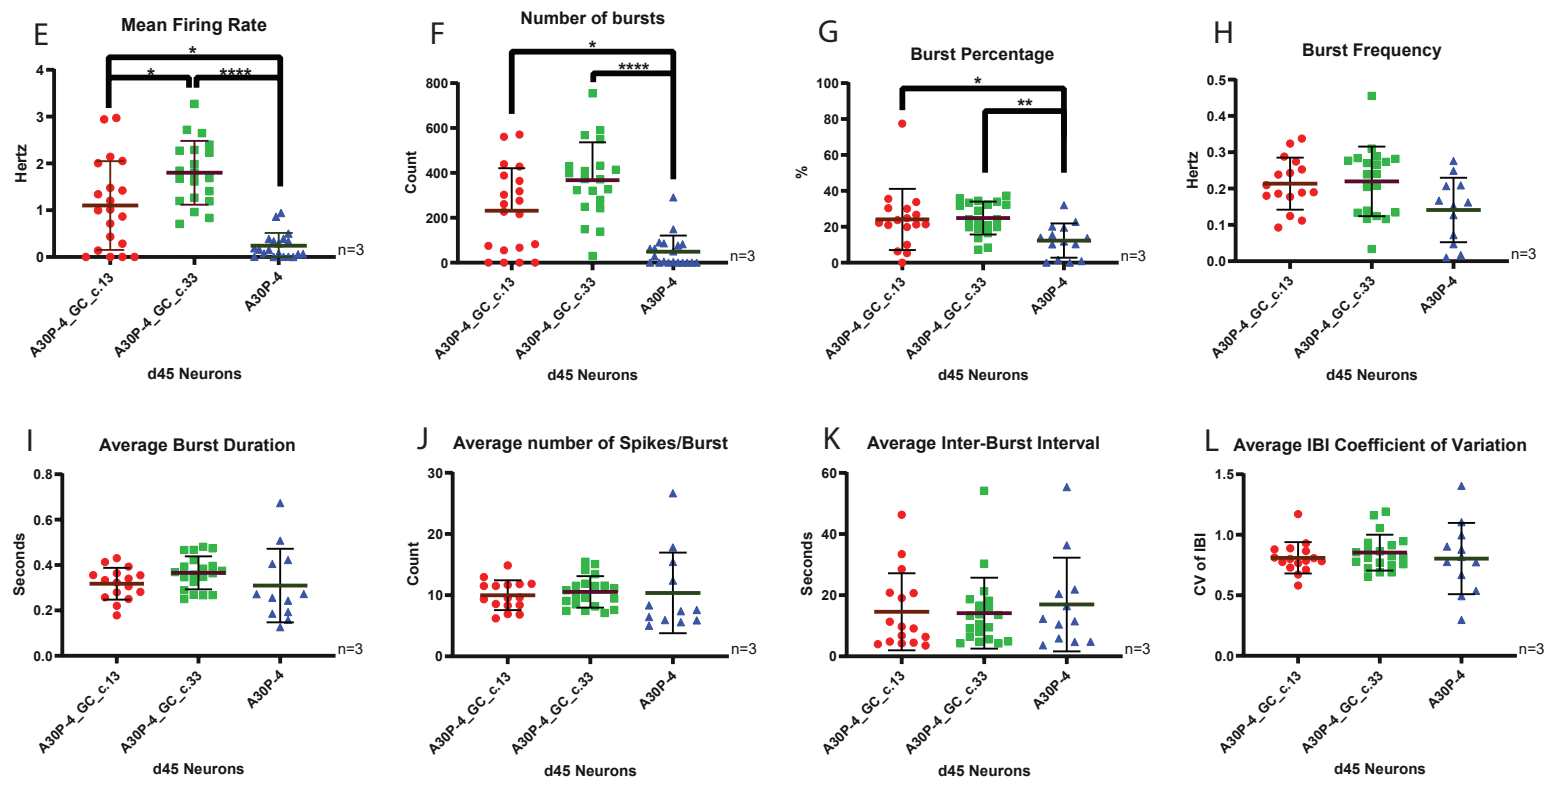 E
Mean Firing Rate
*
*
****
4
3
2
1
0
Hertz
n=3
A30P-4_GC_c.13
A30P-4_GC_c.33
A30P-4
d45 Neurons
F
Number of bursts
*
****
800
600
400
200
0
Count
n=3
A30P-4_GC_c.13
A30P-4_GC_c.33
A30P-4
d45 Neurons
G
Burst Percentage
*
**
100
80
60
40
20
0
%
n=3
A30P-4_GC_c.13
A30P-4_GC_c.33
A30P-4
d45 Neurons
H
Burst Frequency
0.5
0.4
0.3
0.2
0.1
0.0
Hertz
n=3
A30P-4_GC_c.13
A30P-4_GC_c.33
A30P-4
d45 Neurons
I
Average Burst Duration
0.8
0.6
0.4
0.2
0.0
Seconds
n=3
A30P-4_GC_c.13
A30P-4_GC_c.33
A30P-4
d45 Neurons
J
Average number of Spikes/Burst
30
20
10
0
Count
n=3
A30P-4_GC_c.13
A30P-4_GC_c.33
A30P-4
d45 Neurons
K
Average Inter-Burst Interval
60
40
20
0
Seconds
n=3
A30P-4_GC_c.13
A30P-4_GC_c.33
A30P-4
d45 Neurons
L
Average IBI Coefficient of Variation
1.5
1.0
0.5
0.0
CV of IBI
n=3
A30P-4_GC_c.13
A30P-4_GC_c.33
A30P-4
d45 Neurons